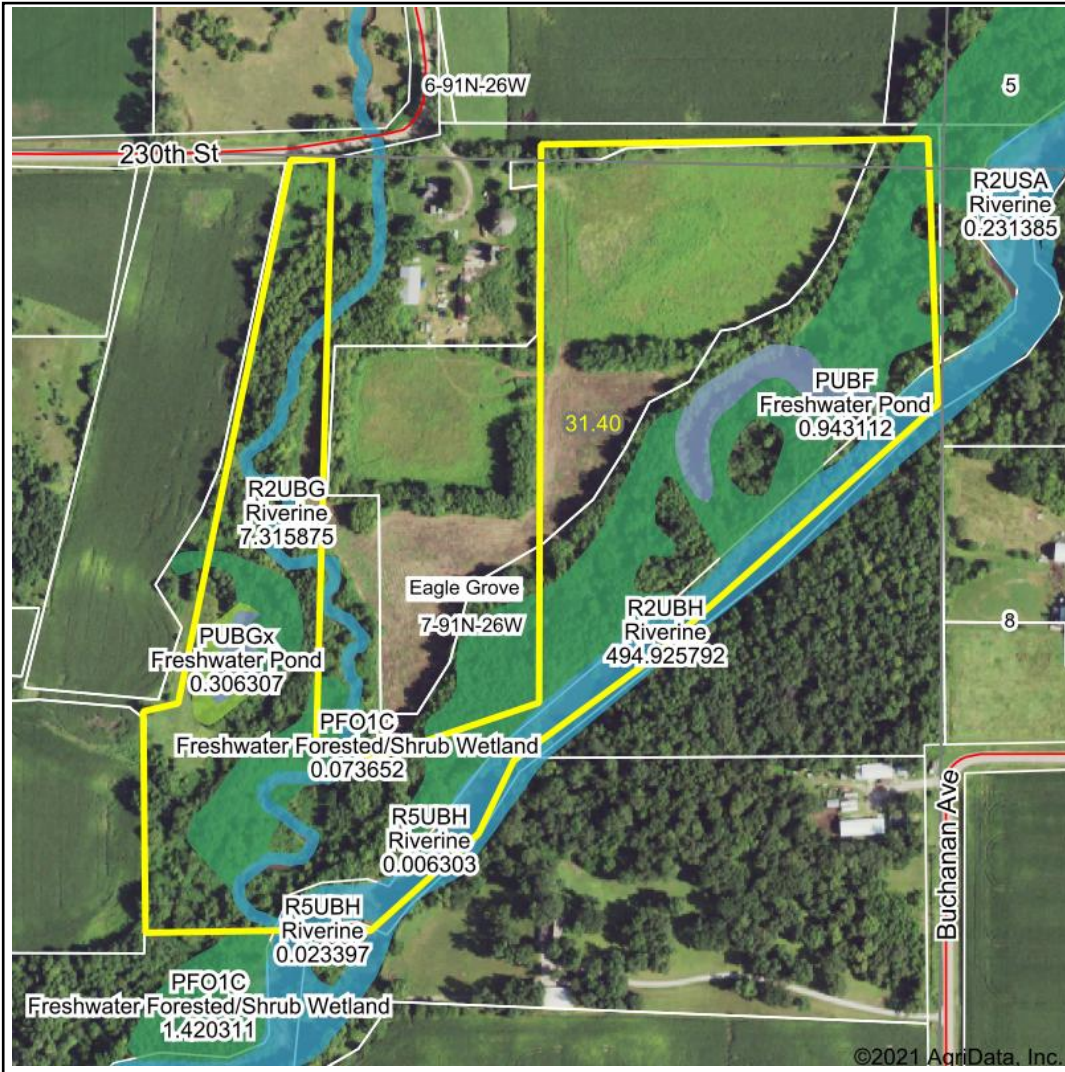 6-91N-26W
5
230th St
R2USA
Riverine
0.231385
PUBF
Freshwater Pond
0.943112
31.40
R2UBG
Riverine
7.315875
Eagle Grove
7-91N-26W
R2UBH
Riverine
494.925792
8
PUBGx
Freshwater Pond
0.306307
PFO1C
Freshwater Forested/Shrub Wetland
0.073652
R5UBH
Riverine
0.006303
Buchanan Ave
R5UBH
Riverine
0.023397
PFO1C
Freshwater Forested/Shrub Wetland
1.420311
©2021 AgriData, Inc.